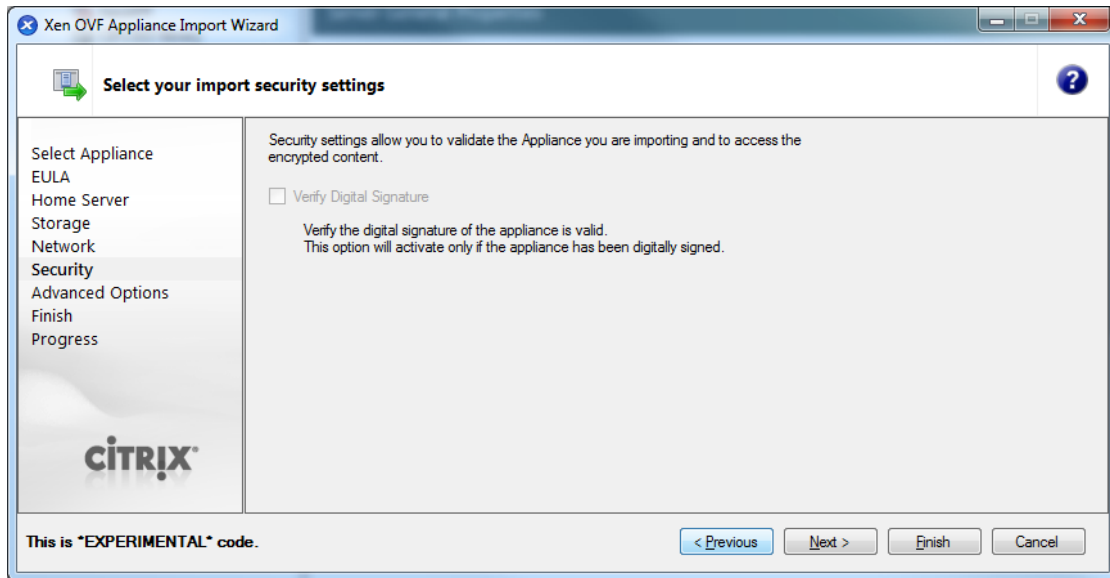 Xen OVF Appliance Import Wizard
Select your import security settings
?
Select Appliance
EULA
Home Server
Storage
Network
Security
Advanced Options
Finish
Progress
CİTRIX
Security settings allow you to validate the Appliance you are importing and to access the
encrypted content.
Verify Digital Signature
Verify the digital signature of the appliance is valid.
This option will activate only if the appliance has been digitally signed.
This is *EXPERIMENTAL* code.
< Previous
Next >
Finish
Cancel